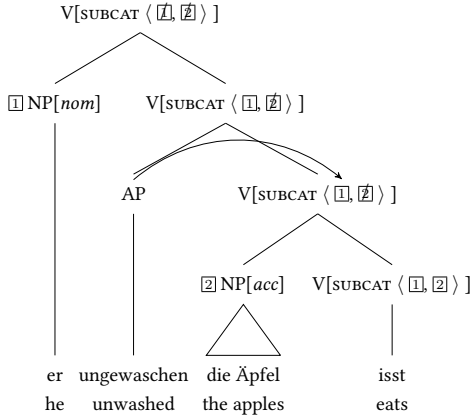 V[SUBCAT ⟨ 1̸, 2̸ ⟩ ]
1 NP[nom] V[SUBCAT ⟨ 1, 2̸ ⟩ ]
AP V[SUBCAT ⟨ 1, 2̸ ⟩ ]
2 NP[acc] V[SUBCAT ⟨ 1, 2 ⟩ ]
er ungewaschen die Äpfel isst
he unwashed the apples eats